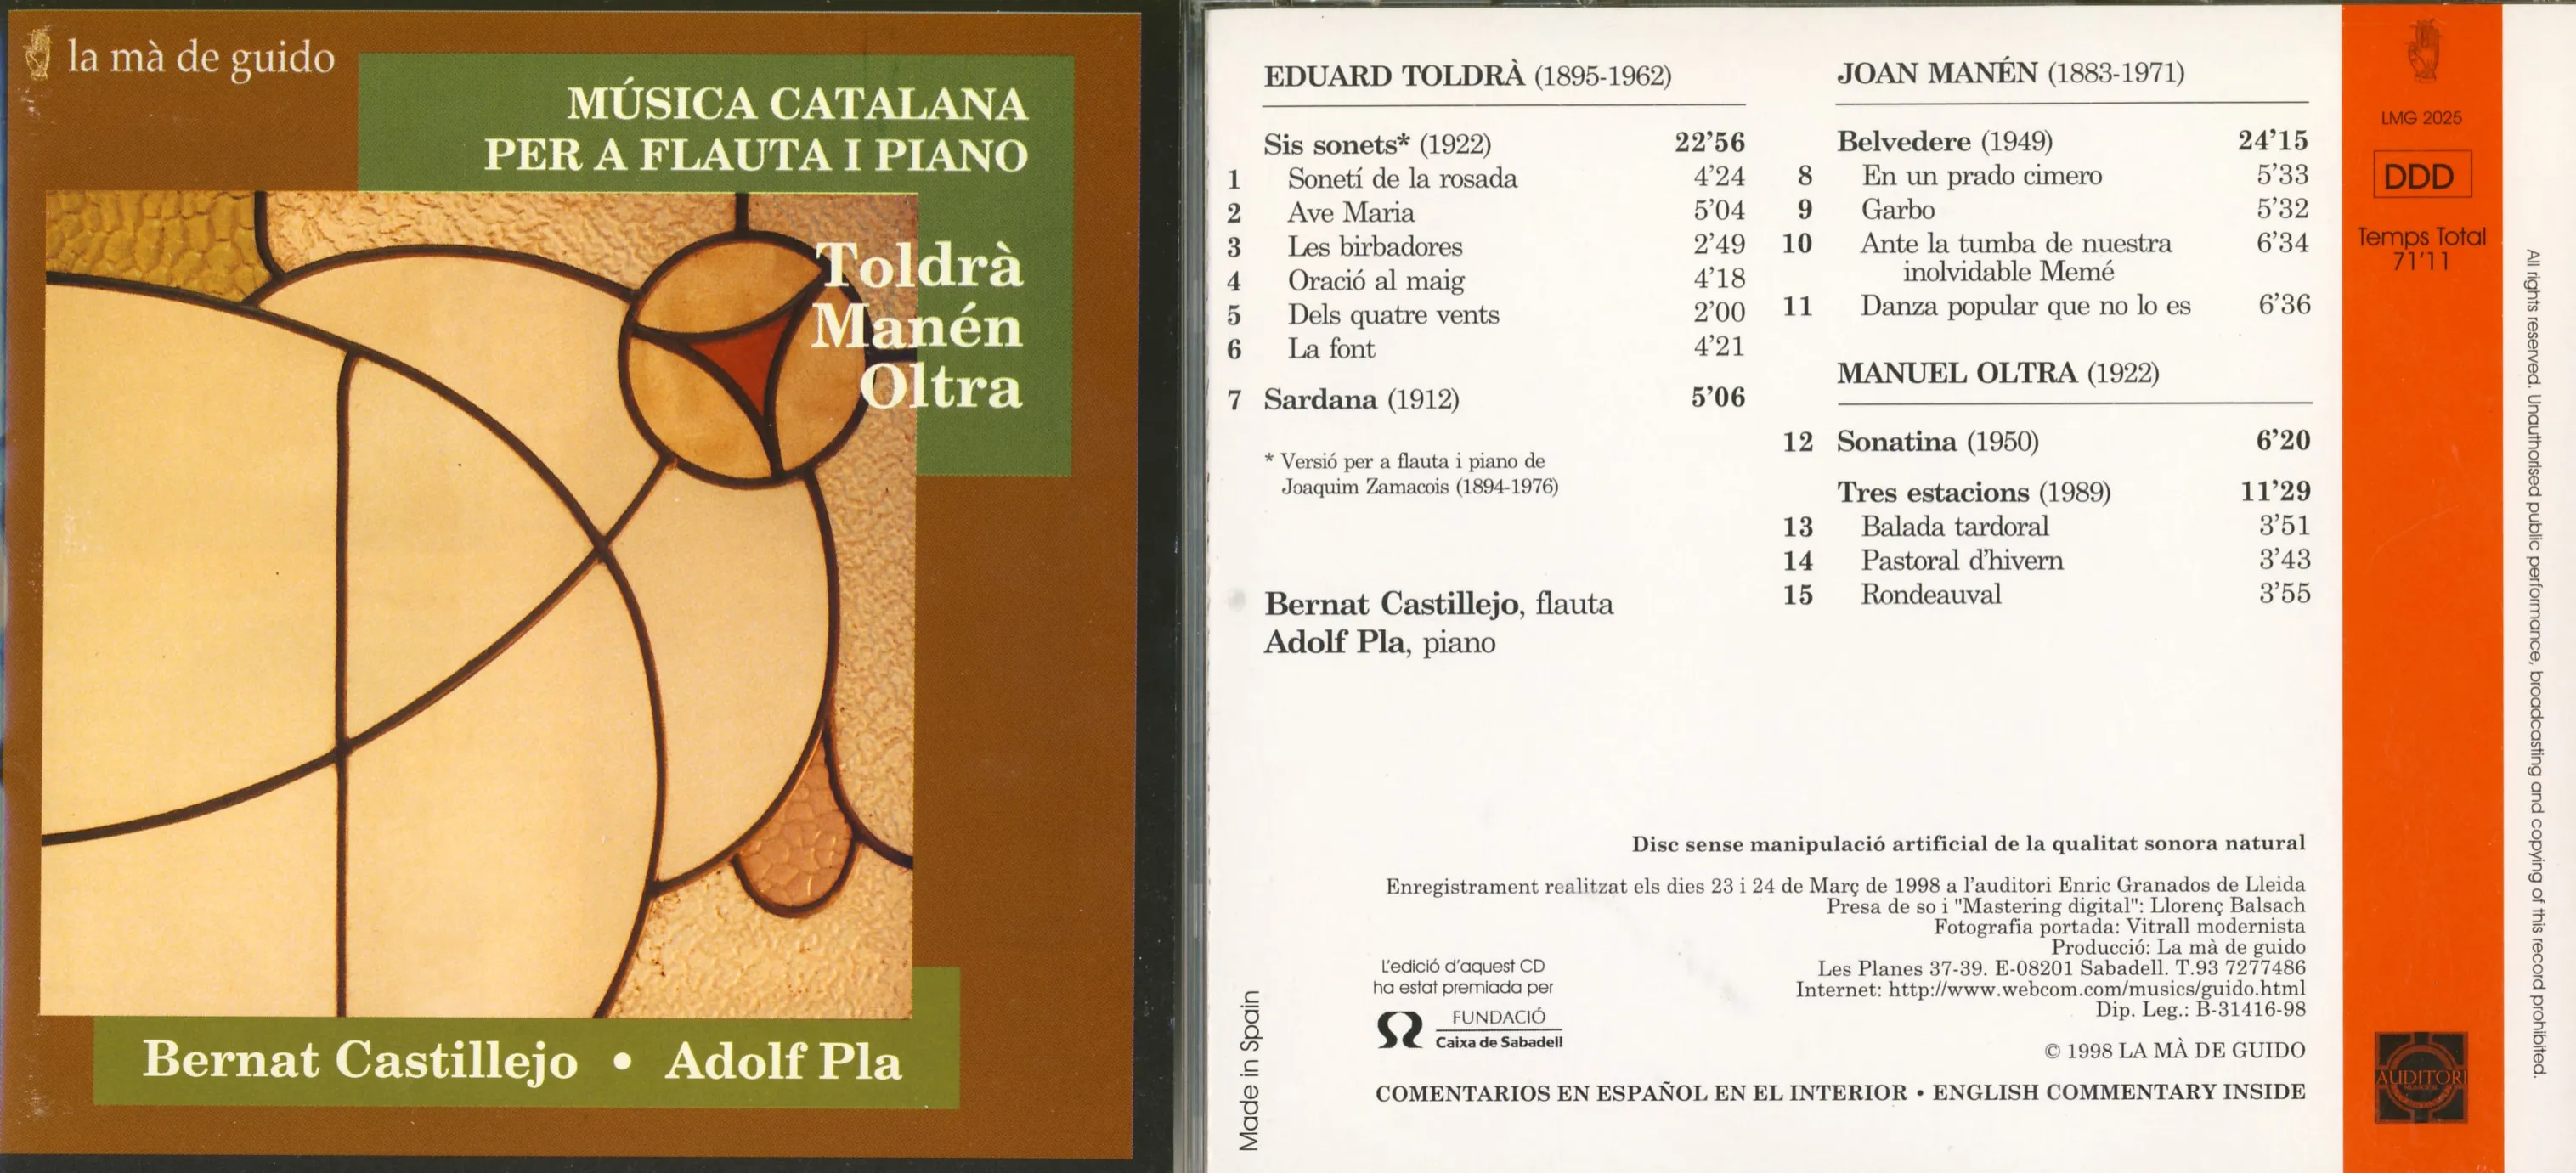 la mà de guido
MÚSICA CATALANA
PER A FLAUTA I PIANO
Toldrà
Manén
Oltra
Bernat Castillejo • Adolf Pla
EDUARD TOLDRÀ (1895-1962)
Sis sonets* (1922) 22’56
1 Sonetí de la rosada 4’24
2 Ave Maria 5’04
3 Les birbadores 2’49
4 Oració al maig 4’18
5 Dels quatre vents 2’00
6 La font 4’21
7 Sardana (1912) 5’06
* Versió per a flauta i piano de
Joaquim Zamacois (1894-1976)
Bernat Castillejo, flauta
Adolf Pla, piano
JOAN MANÉN (1883-1971)
Belvedere (1949) 24’15
8 En un prado cimero 5’33
9 Garbo 5’32
10 Ante la tumba de nuestra 6’34
inolvidable Memé
11 Danza popular que no lo es 6’36
MANUEL OLTRA (1922)
12 Sonatina (1950) 6’20
Tres estacions (1989) 11’29
13 Balada tardoral 3’51
14 Pastoral d’hivern 3’43
15 Rondeauval 3’55
Disc sense manipulació artificial de la qualitat sonora natural
Enregistrament realitzat els dies 23 i 24 de Març de 1998 a l’auditori Enric Granados de Lleida
Presa de so i "Mastering digital": Llorenç Balsach
Fotografia portada: Vitrall modernista
Producció: La mà de guido
Les Planes 37-39. E-08201 Sabadell. T.93 7277486
Internet: http://www.webcom.com/musics/guido.html
Dip. Leg.: B-31416-98
© 1998 LA MÀ DE GUIDO
L’edició d’aquest CD
ha estat premiada per
FUNDACIÓ
Caixa de Sabadell
COMENTARIOS EN ESPAÑOL EN EL INTERIOR • ENGLISH COMMENTARY INSIDE
Made in Spain
LMG 2025
DDD
Temps Total
71’11
AUDITORI
All rights reserved. Unauthorised public performance, broadcasting and copying of this record prohibited.